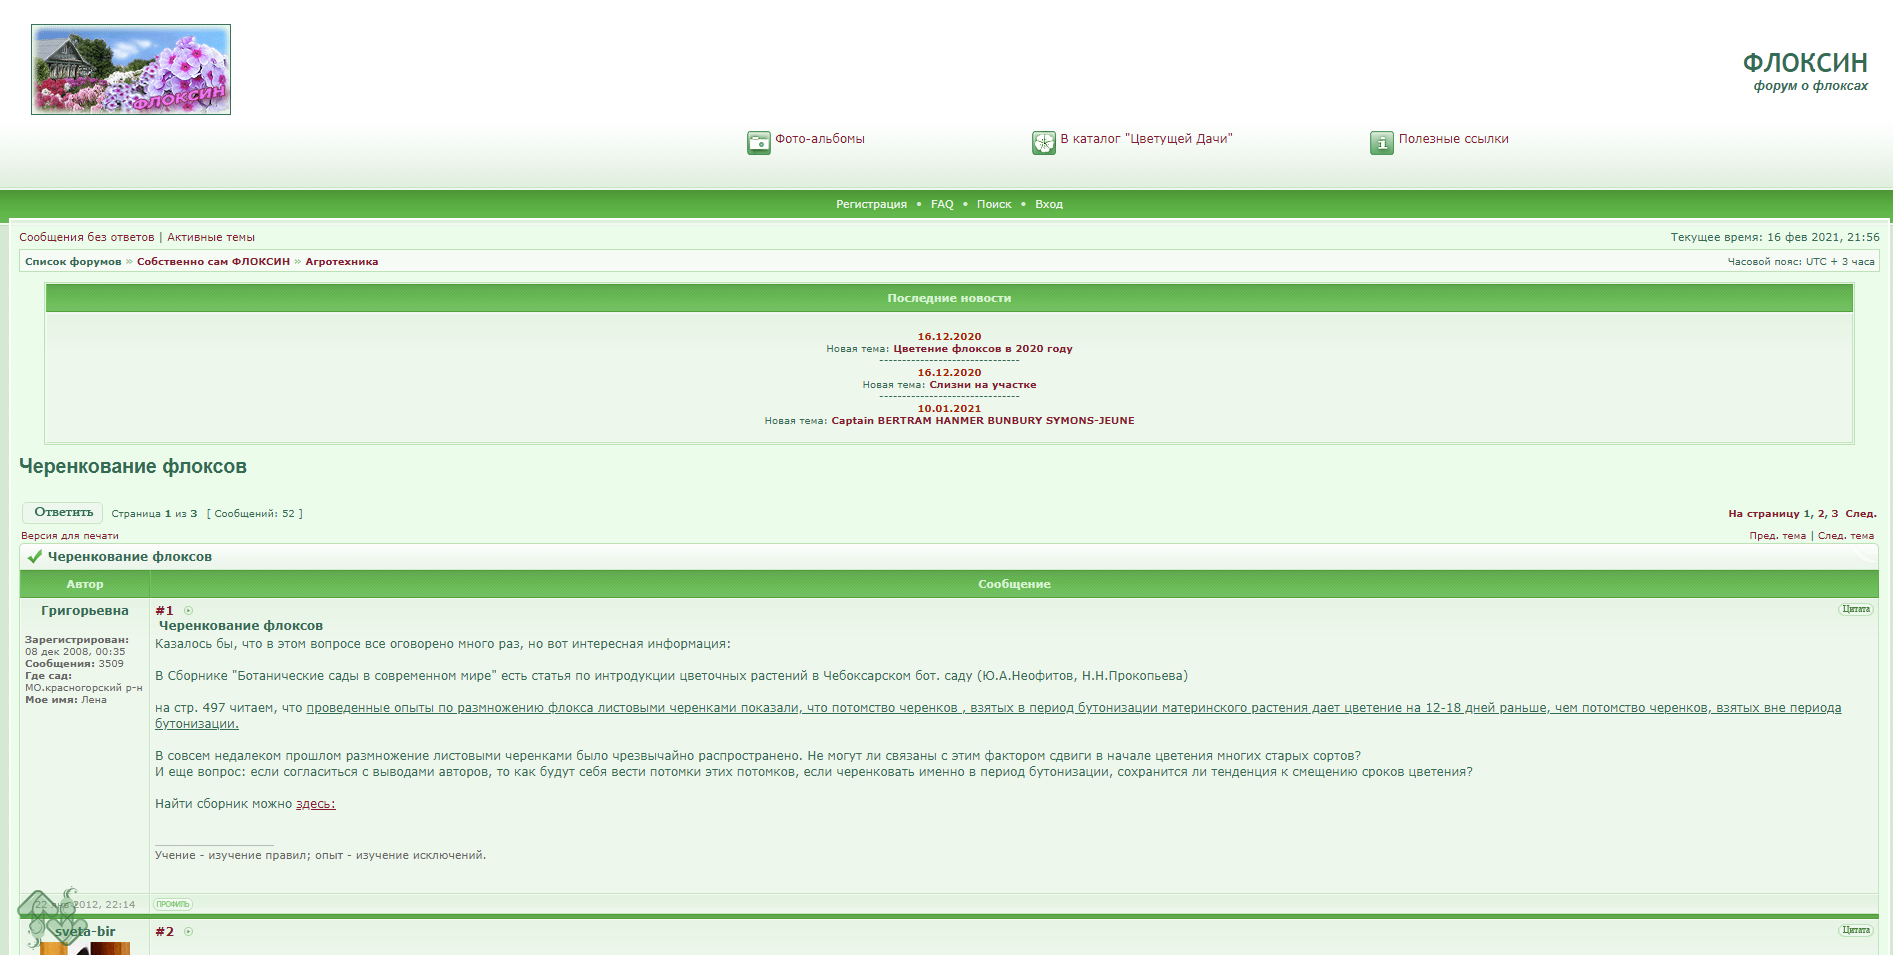 ФЛОКСИН
ФЛОКСИН
форум о флоксах
Фото-альбомы
В каталог "Цветущей Дачи"
Полезные ссылки
Регистрация • FAQ • Поиск • Вход
Сообщения без ответов | Активные темы
Текущее время: 16 фев 2021, 21:56
Список форумов » Собственно сам ФЛОКСИН » Агротехника
Часовой пояс: UTC + 3 часа
Последние новости
16.12.2020
Новая тема: Цветение флоксов в 2020 году
-------------------------------
16.12.2020
Новая тема: Слизни на участке
-------------------------------
10.01.2021
Новая тема: Captain BERTRAM HANMER BUNBURY SYMONS-JEUNE
Черенкование флоксов
Ответить
Страница 1 из 3 [ Сообщений: 52 ]
На страницу 1, 2, 3 След.
Версия для печати
Пред. тема | След. тема
Черенкование флоксов
Автор
Сообщение
Григорьевна
Зарегистрирован:
08 дек 2008, 00:35
Сообщения: 3509
Где сад:
МО.красногорский р-н
Мое имя: Лена
#1
Цитата
Черенкование флоксов
Казалось бы, что в этом вопросе все оговорено много раз, но вот интересная информация:
В Сборнике "Ботанические сады в современном мире" есть статья по интродукции цветочных растений в Чебоксарском бот. саду (Ю.А.Неофитов, Н.Н.Прокопьева)
на стр. 497 читаем, что проведенные опыты по размножению флокса листовыми черенками показали, что потомство черенков , взятых в период бутонизации материнского растения дает цветение на 12-18 дней раньше, чем потомство черенков, взятых вне периода
бутонизации.
В совсем недалеком прошлом размножение листовыми черенками было чрезвычайно распространено. Не могут ли связаны с этим фактором сдвиги в начале цветения многих старых сортов?
И еще вопрос: если согласиться с выводами авторов, то как будут себя вести потомки этих потомков, если черенковать именно в период бутонизации, сохранится ли тенденция к смещению сроков цветения?
Найти сборник можно здесь:
_________________
Учение - изучение правил; опыт - изучение исключений.
22 янв 2012, 22:14
ПРОФИЛЬ
sveta-bir
#2
Цитата